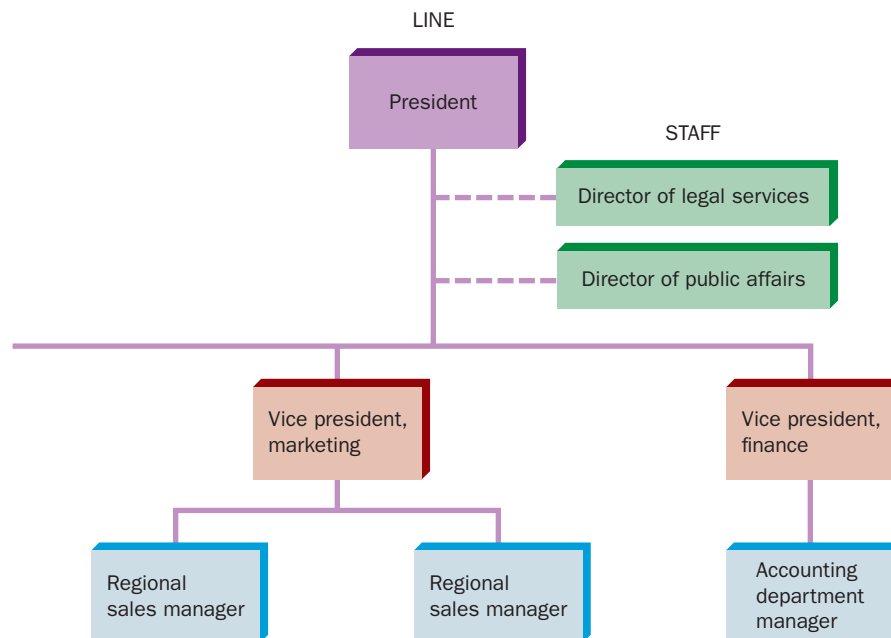 LINE
President
STAFF
Director of legal services
Director of public affairs
Vice president,
marketing
Vice president,
finance
Regional
sales manager
Regional
sales manager
Accounting
department
manager